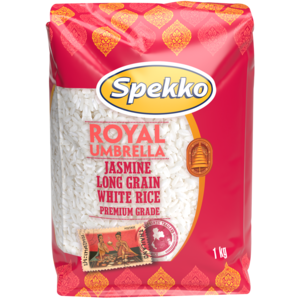 Spekko
ROYAL
UMBRELLA
JASMINE
LONG GRAIN
WHITE RICE
PREMIUM GRADE
1 kg